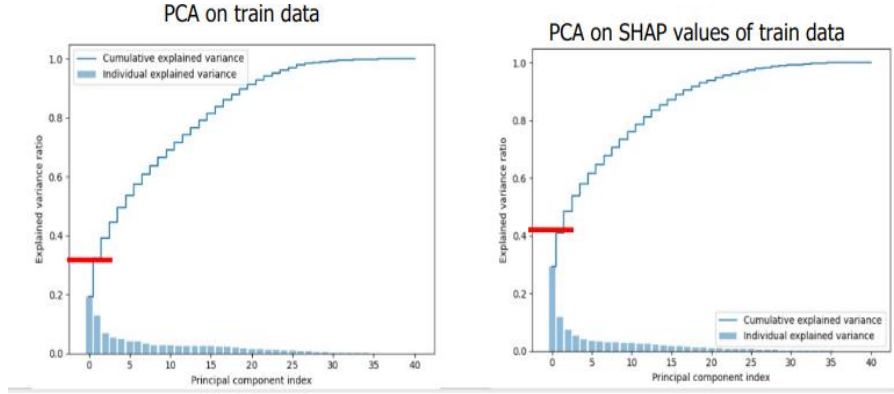 PCA on train data
Cumulative explained variance
Individual explained variance
1.0
0.8
0.6
0.4
0.2
0.0
Explained variance ratio
0 5 10 15 20 25 30 35 40
Principal component index
PCA on SHAP values of train data
1.0
0.8
0.6
0.4
0.2
0.0
Explained variance ratio
Cumulative explained variance
Individual explained variance
0 5 10 15 20 25 30 35 40
Principal component index